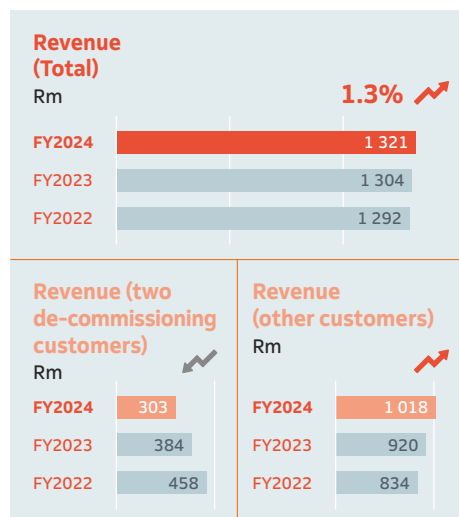 Revenue
(Total)
Rm
1.3%
FY2024 1 321
FY2023 1 304
FY2022 1 292
Revenue (two
de-commissioning
customers)
Rm
FY2024 303
FY2023 384
FY2022 458
Revenue
(other customers)
Rm
FY2024 1 018
FY2023 920
FY2022 834